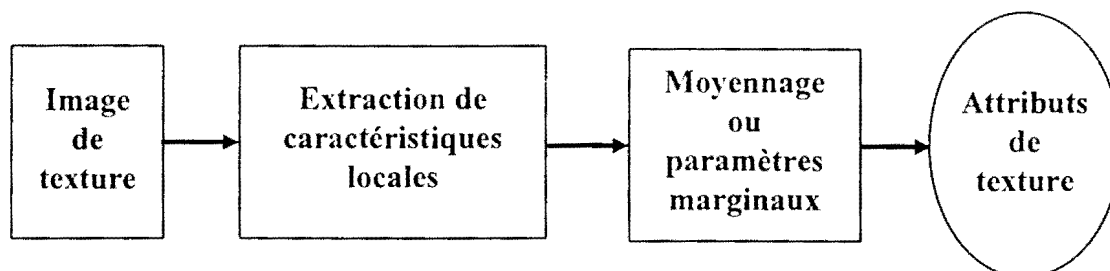 Image
de
texture
Extraction de
caractéristiques
locales
Moyennage
ou
paramètres
marginaux
Attributs
de
texture